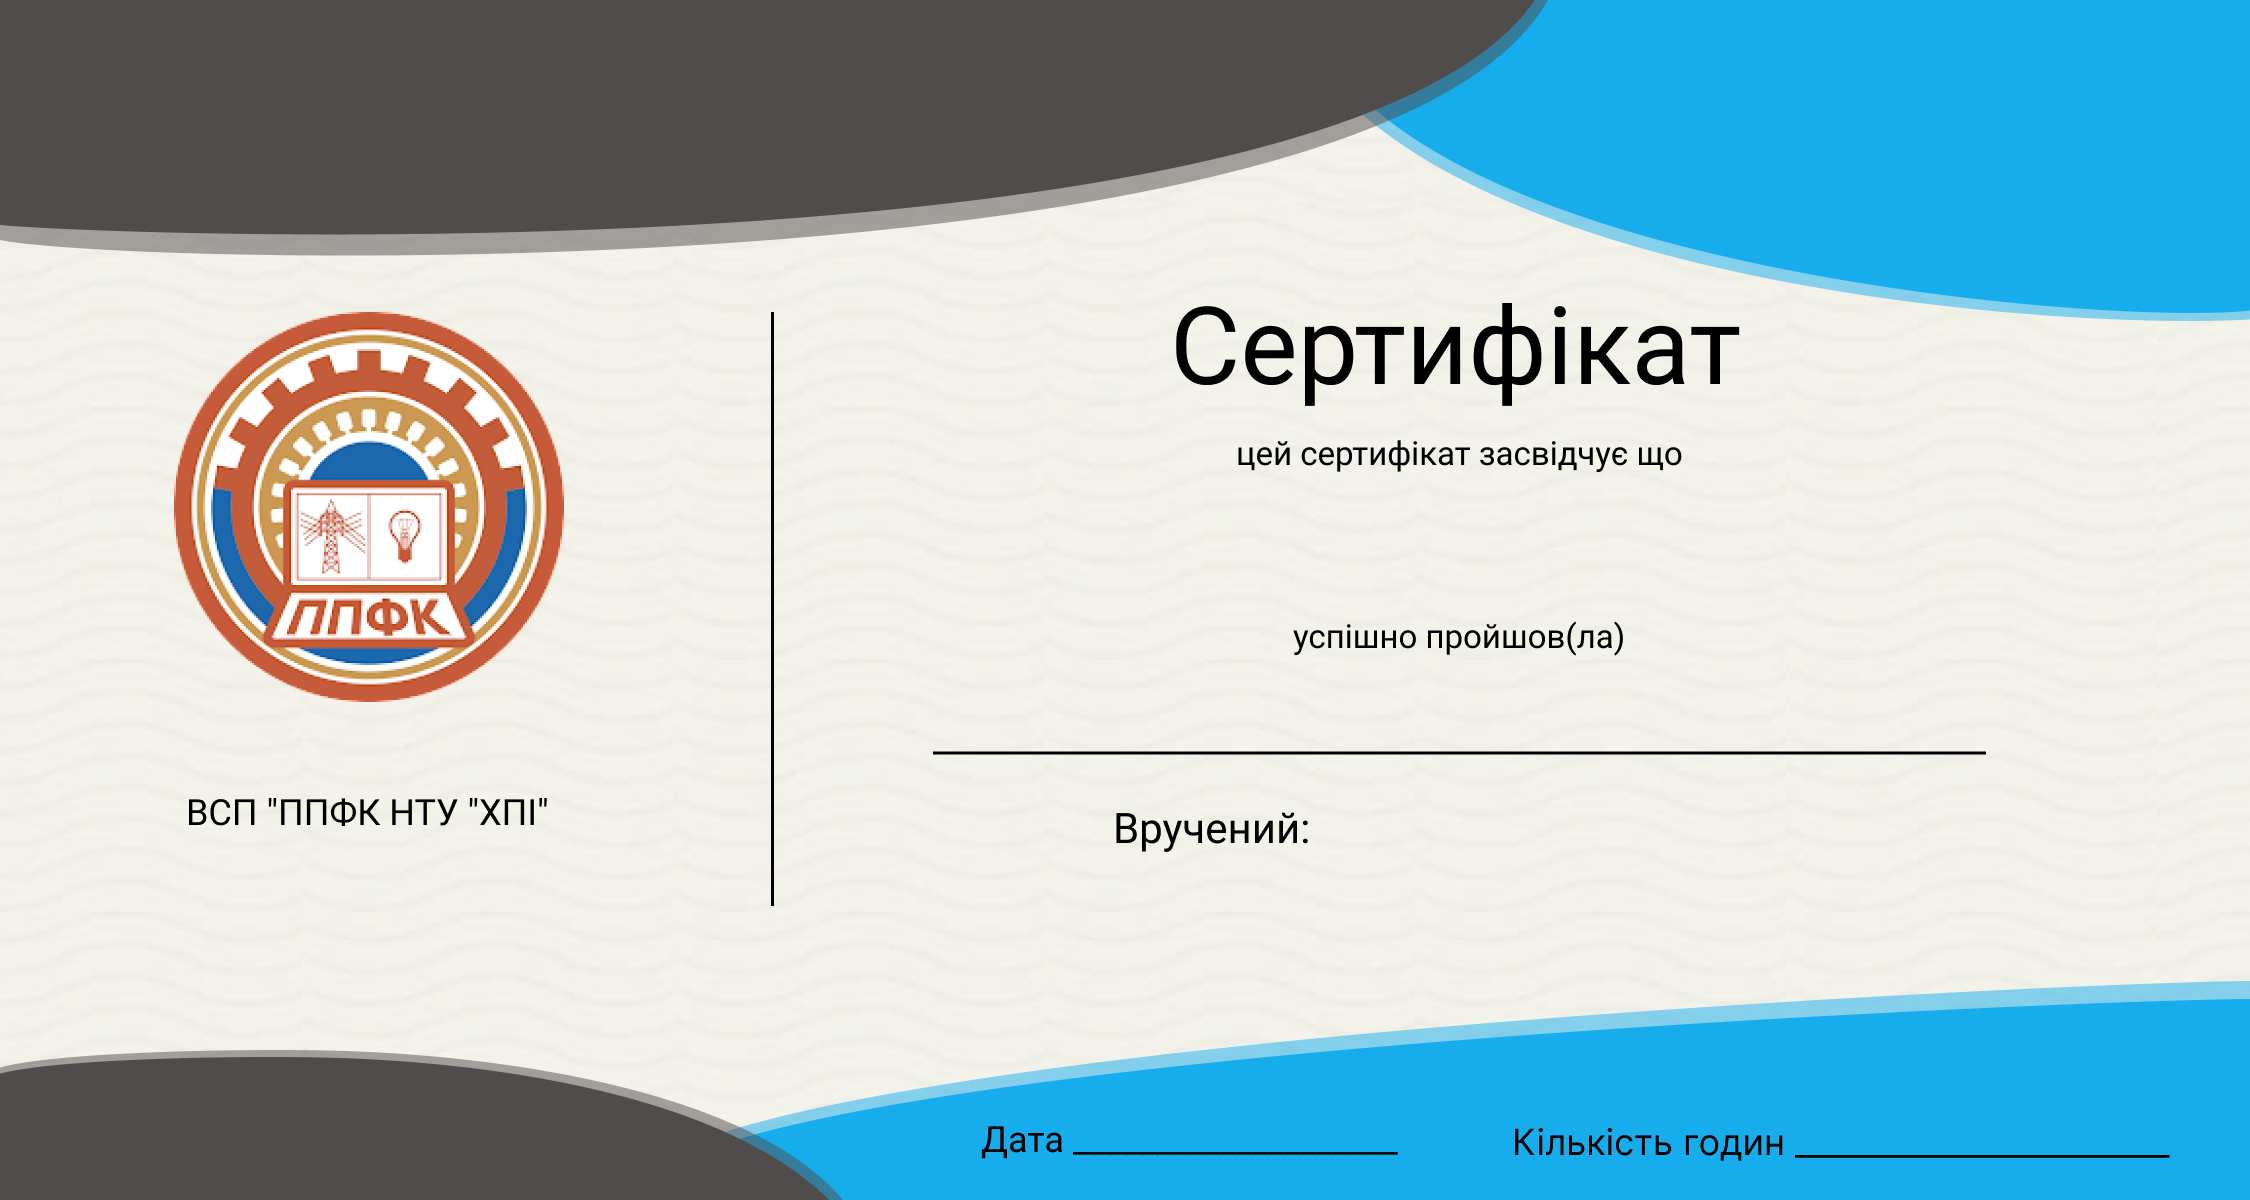 ППФК
ВСП "ППФК НТУ "ХПІ"
Сертифікат
цей сертифікат засвідчує що
успішно пройшов(ла)
Вручений:
Дата
Кількість годин